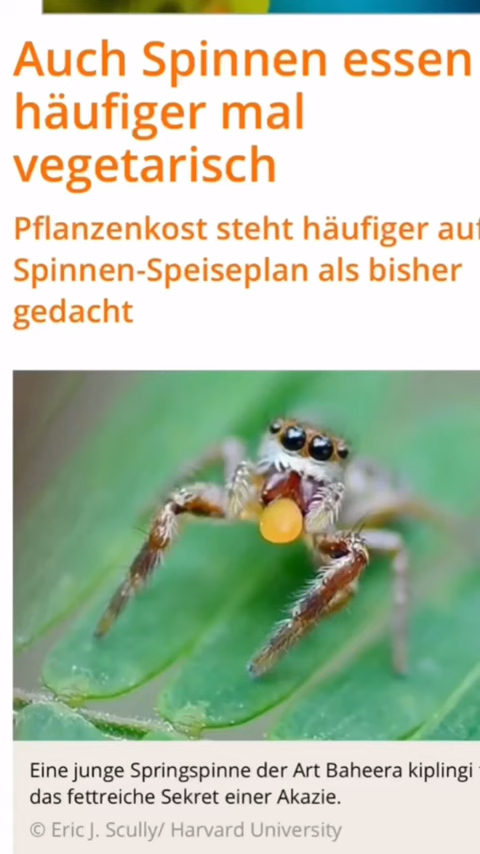 Auch Spinnen essen
häufiger mal
vegetarisch
Pflanzenkost steht häufiger auf
Spinnen-Speiseplan als bisher
gedacht
Eine junge Springspinne der Art Baheera kiplingi
das fettreiche Sekret einer Akazie.
© Eric J. Scully/ Harvard University